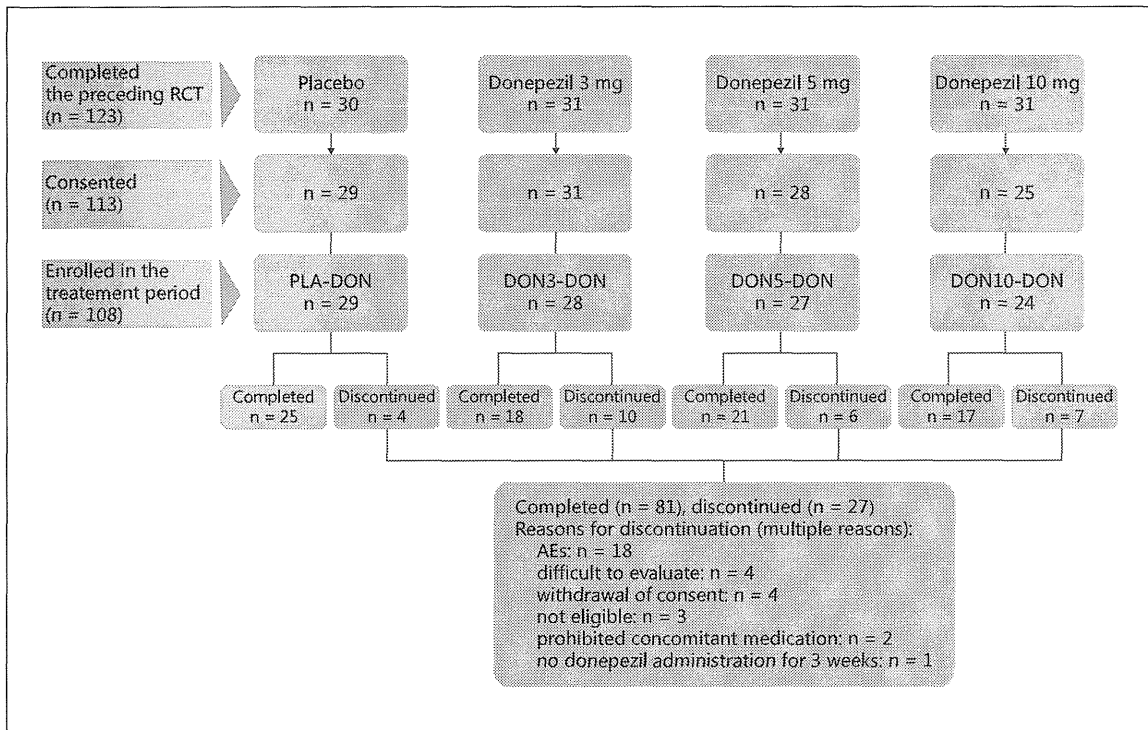 Completed
the preceding RCT
(n = 123)
Placebo
n = 30
Donepezil 3 mg
n = 31
Donepezil 5 mg
n = 31
Donepezil 10 mg
n = 31
Consented
(n = 113)
n = 29
n = 31
n = 28
n = 25
Enrolled in the
treatement period
(n = 108)
PLA-DON
n = 29
DON3-DON
n = 28
DON5-DON
n = 27
DON10-DON
n = 24
Completed
n = 25
Discontinued
n = 4
Completed
n = 18
Discontinued
n = 10
Completed
n = 21
Discontinued
n = 6
Completed
n = 17
Discontinued
n = 7
Completed (n = 81), discontinued (n = 27)
Reasons for discontinuation (multiple reasons):
AEs: n = 18
difficult to evaluate: n = 4
withdrawal of consent: n = 4
not eligible: n = 3
prohibited concomitant medication: n = 2
no donepezil administration for 3 weeks: n = 1